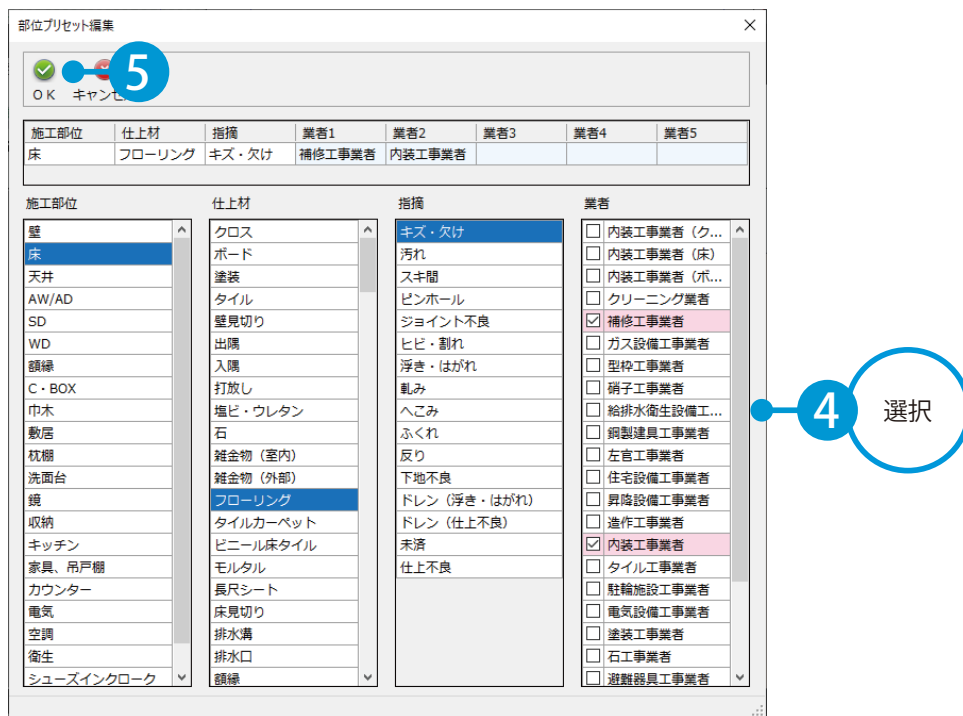 部位プリセット編集
5
OK キャンセ
施工部位 仕上材 指摘 業者1 業者2 業者3 業者4 業者5
床 フローリング キズ・欠け 補修工事業者 内装工事業者
施工部位
壁
床
天井
AW/AD
SD
WD
額縁
C・BOX
巾木
敷居
枕棚
洗面台
鏡
収納
キッチン
家具、吊戸棚
カウンター
電気
空調
衛生
シューズインクローク
仕上材
クロス
ボード
塗装
タイル
壁見切り
出隅
入隅
打放し
塩ビ・ウレタン
石
雑金物（室内）
雑金物（外部）
フローリング
タイルカーペット
ビニール床タイル
モルタル
長尺シート
床見切り
排水溝
排水口
額縁
指摘
キズ・欠け
汚れ
スキ間
ピンホール
ジョイント不良
ヒビ・割れ
浮き・はがれ
軋み
へこみ
ふくれ
反り
下地不良
ドレン（浮き・はがれ）
ドレン（仕上不良）
未済
仕上不良
業者
内装工事業者（ク...
内装工事業者（床）
内装工事業者（ボ...
クリーニング業者
補修工事業者
ガス設備工事業者
型枠工事業者
硝子工事業者
給排水衛生設備工...
鋼製建具工事業者
左官工事業者
住宅設備工事業者
昇降設備工事業者
造作工事業者
内装工事業者
タイル工事業者
駐輪施設工事業者
電気設備工事業者
塗装工事業者
石工事業者
避難器具工事業者
4 選択